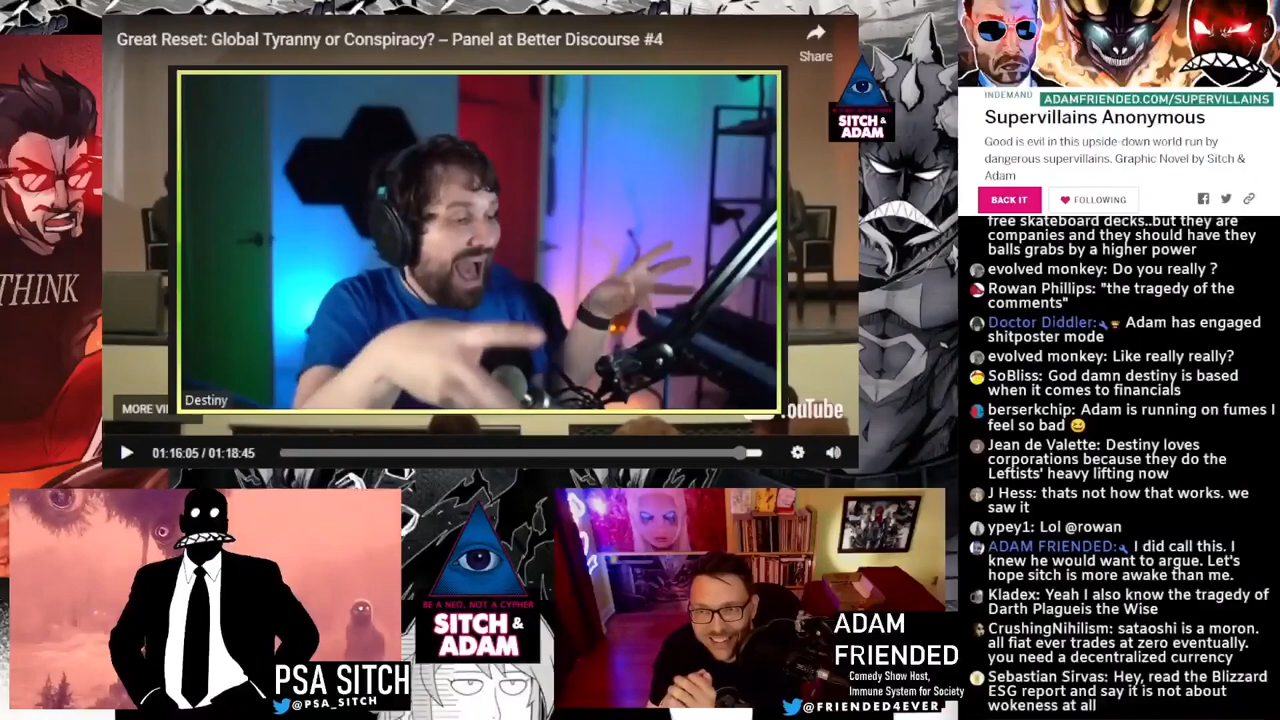 Great Reset: Global Tyranny or Conspiracy? – Panel at Better Discourse #4
Share
SITCH &
ADAM
THINK
Destiny
MORE VI
ouTube
01:16:05 / 01:18:45
BE A NEO, NOT A CYPHER
SITCH &
ADAM
PSA SITCH
@PSA_SITCH
ADAM
FRIENDED
Comedy Show Host,
Immune System for Society
@FRIENDED4EVER
INDEMAND
ADAMFRIENDED.COM/SUPERVILLAINS
Supervillains Anonymous
Good is evil in this upside-down world run by
dangerous supervillains. Graphic Novel by Sitch &
Adam
BACK IT
FOLLOWING
free skateboard decks..but they are
companies and they should have they
balls grabs by a higher power
evolved monkey: Do you really ?
Rowan Phillips: "the tragedy of the
comments"
Doctor Diddler: Adam has engaged
shitposter mode
evolved monkey: Like really really?
SoBliss: God damn destiny is based
when it comes to financials
berserkchip: Adam is running on fumes I
feel so bad 😆
Jean de Valette: Destiny loves
corporations because they do the
Leftists' heavy lifting now
J Hess: thats not how that works. we
saw it
ypey1: Lol @rowan
ADAM FRIENDED: I did call this. I
knew he would want to argue. Let's
hope sitch is more awake than me.
Kladex: Yeah I also know the tragedy of
Darth Plagueis the Wise
CrushingNihilism: sataoshi is a moron.
all fiat ever trades at zero eventually.
you need a decentralized currency
Sebastian Sirvas: Hey, read the Blizzard
ESG report and say it is not about
wokeness at all